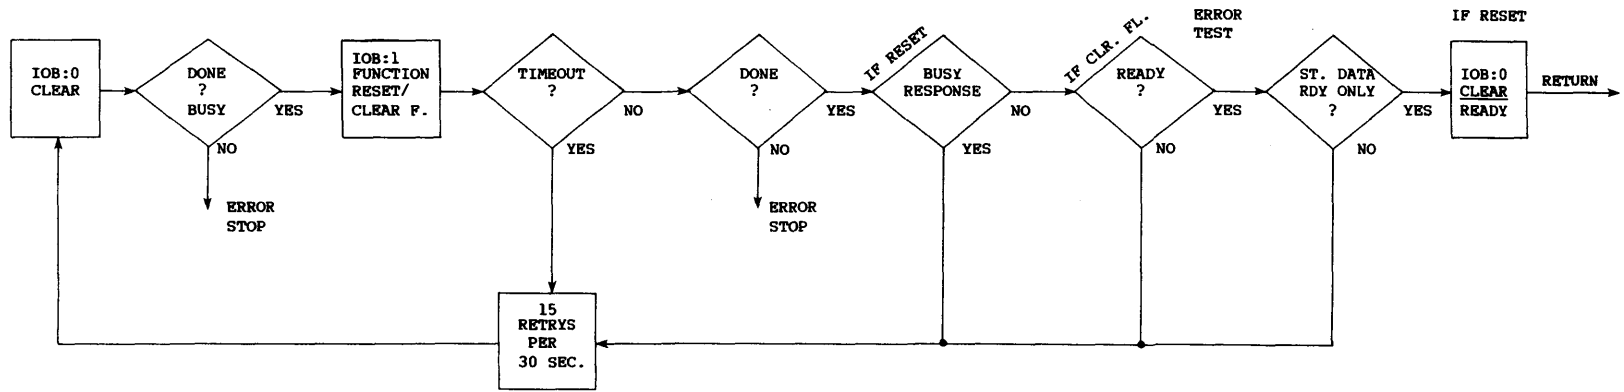 IOB:0
CLEAR
DONE
?
BUSY
YES
NO
ERROR
STOP
IOB:1
FUNCTION
RESET/
CLEAR F.
TIMEOUT
?
NO
YES
DONE
?
YES
NO
ERROR
STOP
IF RESET
BUSY
RESPONSE
NO
YES
IF CLR. FL.
READY
?
YES
NO
ERROR
TEST
ST. DATA
RDY ONLY
?
YES
NO
IF RESET
IOB:0
CLEAR
READY
RETURN
15
RETRYS
PER
30 SEC.